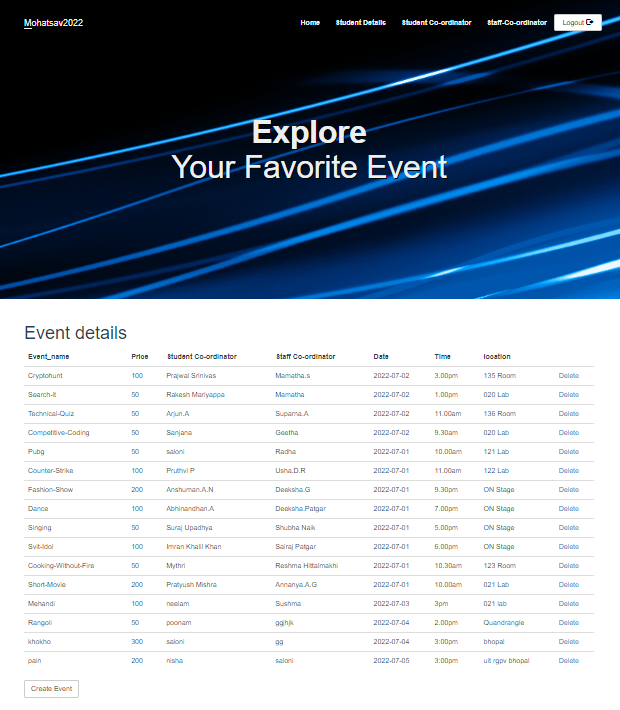 Mohatsav2022 Home Student Details Student Co-ordinator Staff-Co-ordinator Logout
Explore
Your Favorite Event
Event details
Event_name Price Student Co-ordinator Staff Co-ordinator Date Time location
Cryptohunt 100 Prajwal Srinivas Mamatha.s 2022-07-02 3.00pm 135 Room Delete
Search-it 50 Rakesh Mariyappa Mamatha 2022-07-02 1.00pm 020 Lab Delete
Technical-Quiz 50 Arjun.A Suparna.A 2022-07-02 11.00am 136 Room Delete
Competitive-Coding 50 Sanjana Geetha 2022-07-02 9.30am 020 Lab Delete
Pubg 50 saloni Radha 2022-07-01 10.00am 121 Lab Delete
Counter-Strike 100 Pruthvi P Usha.D.R 2022-07-01 11.00am 122 Lab Delete
Fashion-Show 200 Anshuman.A.N Deeksha.G 2022-07-01 9.30pm ON Stage Delete
Dance 100 Abhinandhan.A Deeksha.Patgar 2022-07-01 7.00pm ON Stage Delete
Singing 50 Suraj Upadhya Shubha Naik 2022-07-01 5.00pm ON Stage Delete
Svit-Idol 100 Imran Khalil Khan Sairaj.Patgar 2022-07-01 6.00pm ON Stage Delete
Cooking-Without-Fire 50 Mythri Reshma Hittalmakhi 2022-07-01 10.30am 123 Room Delete
Short-Movie 200 Pratyush Mishra Annanya.A.G 2022-07-01 10.00am 021 Lab Delete
Mehandi 100 neelam Sushma 2022-07-03 3pm 021 lab Delete
Rangoli 50 poonam ggjhjk 2022-07-04 2.00pm Quandrangle Delete
khokho 300 saloni gg 2022-07-04 3:00pm bhopal Delete
pain 200 nisha saloni 2022-07-05 3:00pm uit rgpv bhopal Delete
Create Event